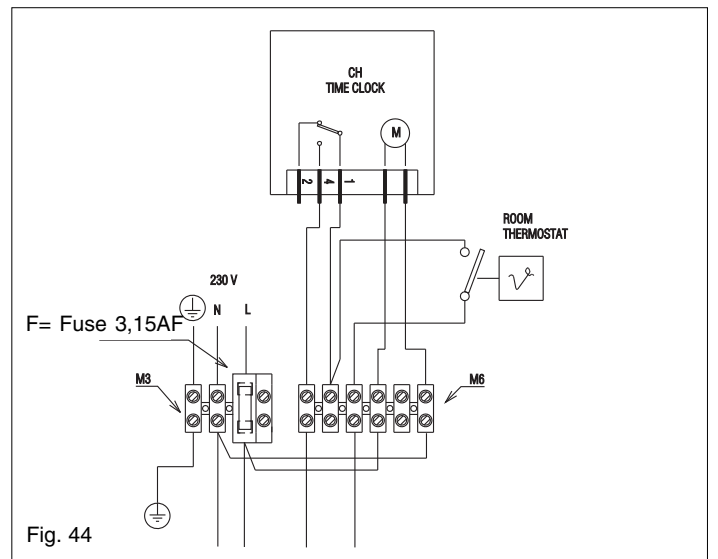 CH
TIME CLOCK
M
2 4 1
ROOM
THERMOSTAT
230 V
N L
F= Fuse 3,15AF
M3
M6
Fig. 44